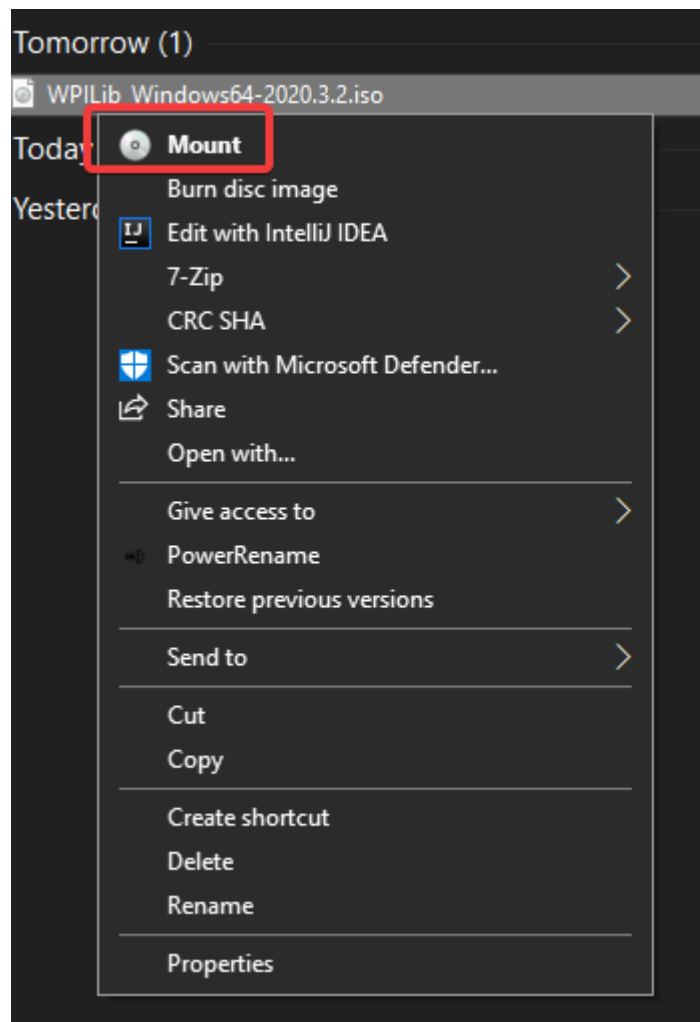 Tomorrow (1)
WPILib_Windows64-2020.3.2.iso
Today
Mount
Burn disc image
Yesterd
IJ
Edit with IntelliJ IDEA
7-Zip
CRC SHA
Scan with Microsoft Defender...
Share
Open with...
Give access to
PowerRename
Restore previous versions
Send to
Cut
Copy
Create shortcut
Delete
Rename
Properties